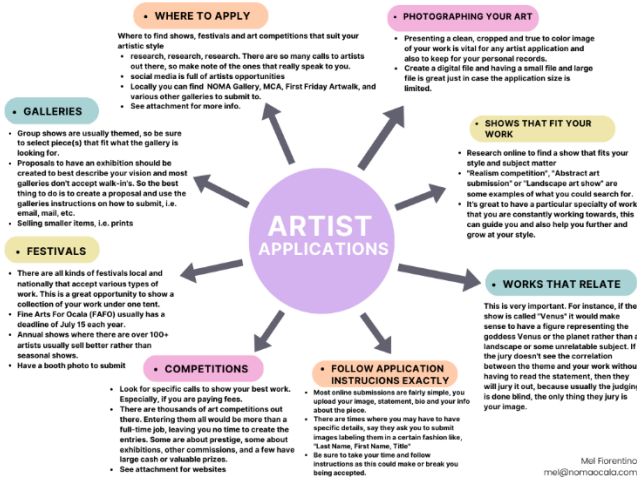 • WHERE TO APPLY
Where to find shows, festivals and art competitions that suit your
artistic style
• research, research, research. There are so many calls to artists
out there, so make note of the ones that really speak to you.
• social media is full of artists opportunities
• Locally you can find NOMA Gallery, MCA, First Friday Artwalk, and
various other galleries to submit to.
• See attachment for more info.
• PHOTOGRAPHING YOUR ART
• Presenting a clean, cropped and true to color image
of your work is vital for any artist application and
also to keep for your personal records.
• Create a digital file and having a small file and large
file is great just in case the application size is
limited.
• GALLERIES
• Group shows are usually themed, so be sure
to select piece(s) that fit what the gallery is
looking for.
• Proposals to have an exhibition should be
created to best describe your vision and most
galleries don't accept walk-in's. So the best
thing to do is to create a proposal and use the
galleries instructions on how to submit, i.e.
email, mail, etc.
• Selling smaller items, i.e. prints
• SHOWS THAT FIT YOUR
WORK
• Research online to find a show that fits your
style and subject matter
• "Realism competition", "Abstract art
submission" or "Landscape art show" are
some examples of what you could search for.
• It's great to have a particular specialty of work
that you are constantly working towards, this
can guide you and also help you further and
grow at your style.
ARTIST
APPLICATIONS
• FESTIVALS
• There are all kinds of festivals local and
nationally that accept various types of
work. This is a great opportunity to show a
collection of your work under one tent.
• Fine Arts For Ocala (FAFO) usually has a
deadline of July 15 each year.
• Annual shows where there are over 100+
artists usually sell better rather than
seasonal shows.
• Have a booth photo to submit
• WORKS THAT RELATE
This is very important. For instance, if the
show is called "Venus" it would make
sense to have a figure representing the
goddess Venus or the planet rather than a
landscape or some unrelatable subject. If
the jury doesn't see the correlation
between the theme and your work without
having to read the statement, then they
will jury it out, because usually the judging
is done blind, the only thing they jury is
your image.
• COMPETITIONS
• Look for specific calls to show your best work.
Especially, if you are paying fees.
• There are thousands of art competitions out
there. Entering them all would be more than a
full-time job, leaving you no time to create the
entries. Some are about prestige, some about
exhibitions, other commissions, and a few have
large cash or valuable prizes.
• See attachment for websites
• FOLLOW APPLICATION
INSTRUCIONS EXACTLY
• Most online submissions are fairly simple, you
upload your image, statement, bio and your info
about the piece.
• There are times where you may have to have
specific details, say they ask you to submit
images labeling them in a certain fashion like,
"Last Name, First Name, Title"
• Be sure to take your time and follow
instructions as this could make or break you
being accepted.
Mel Fiorentino
mel@nomaocala.com